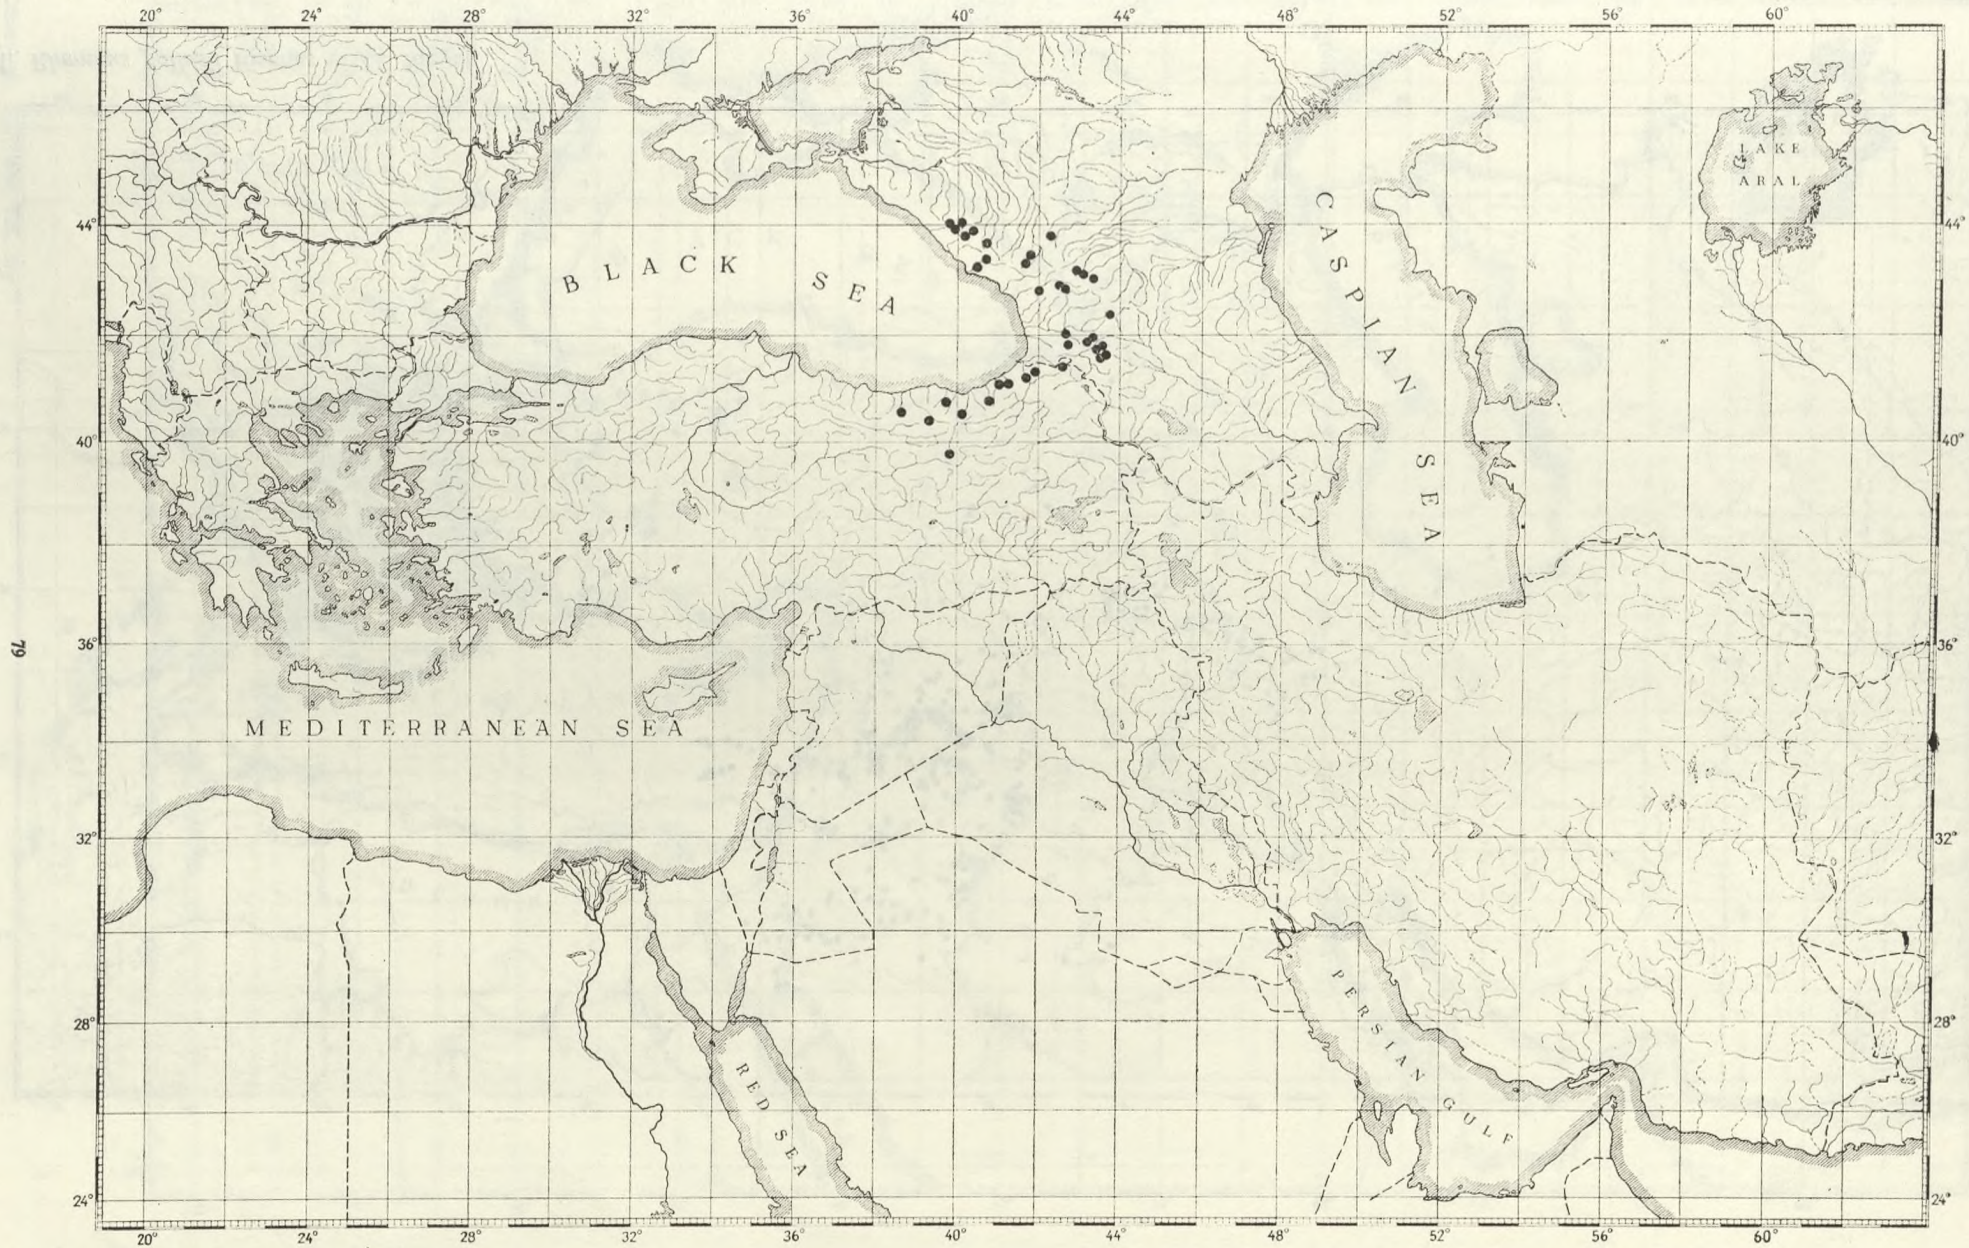 20° 24° 28° 32° 36° 40° 44° 48° 52° 56° 60°
LAKE
ARAL
44° 44°
CASPIAN SEA
BLACK SEA
40° 40°
36° 36°
79
MEDITERRANEAN SEA
32° 32°
PERSIAN GULF
28° 28°
RED SEA
24° 24°
20° 24° 28° 32° 36° 40° 44° 48° 52° 56° 60°